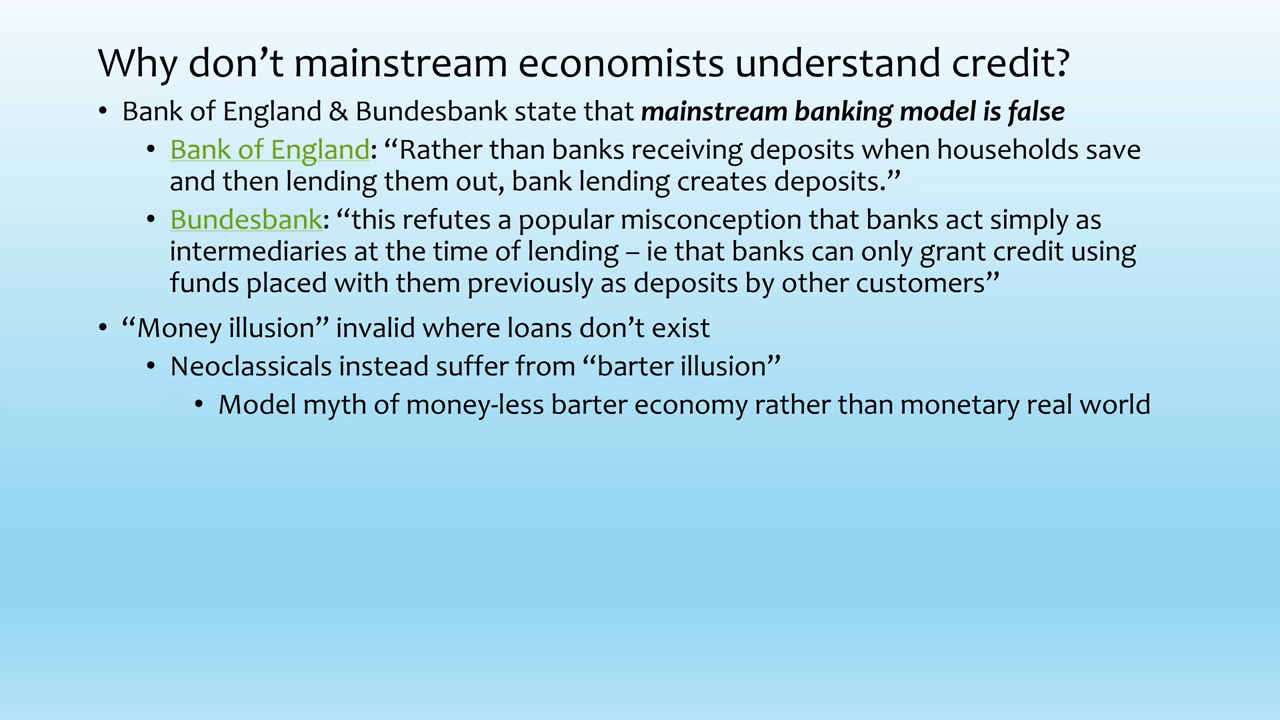 Why don’t mainstream economists understand credit?
• Bank of England & Bundesbank state that mainstream banking model is false
• Bank of England: “Rather than banks receiving deposits when households save
and then lending them out, bank lending creates deposits.”
• Bundesbank: “this refutes a popular misconception that banks act simply as
intermediaries at the time of lending – ie that banks can only grant credit using
funds placed with them previously as deposits by other customers”
• “Money illusion” invalid where loans don’t exist
• Neoclassicals instead suffer from “barter illusion”
• Model myth of money-less barter economy rather than monetary real world